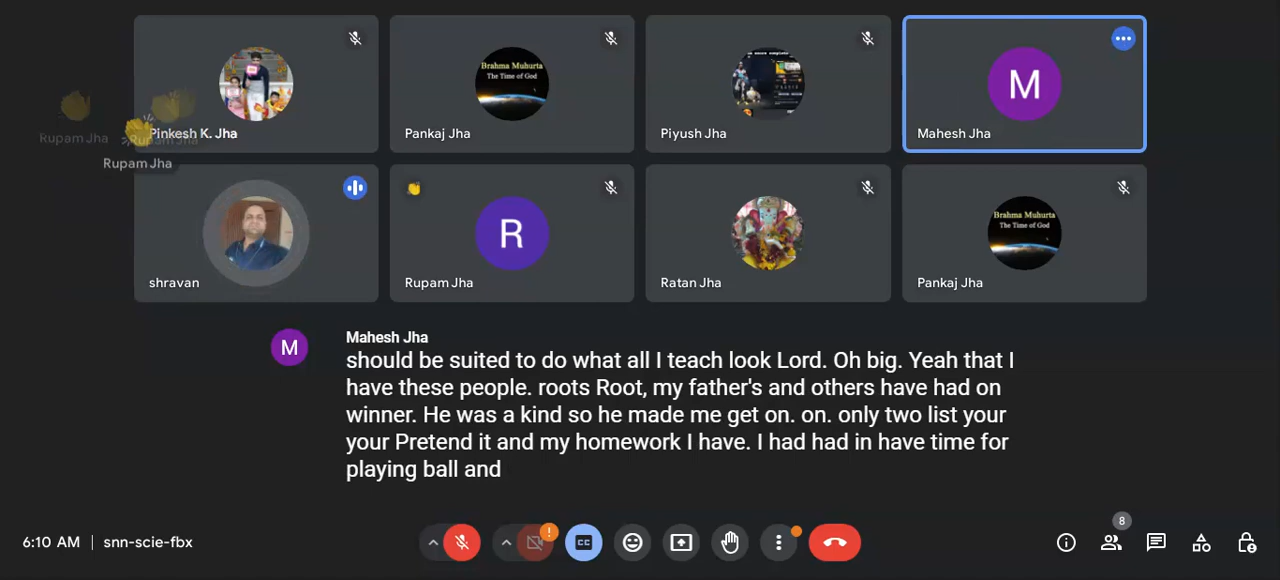 Pinkesh K. Jha
Brahma Muhurta
The Time of God
Pankaj Jha
Piyush Jha
M
Mahesh Jha
Rupam Jha
Rupam Jha
Rupam Jha
shravan
R
Rupam Jha
Ratan Jha
Brahma Muhurta
The Time of God
Pankaj Jha
M
Mahesh Jha
should be suited to do what all I teach look Lord. Oh big. Yeah that I
have these people. roots Root, my father's and others have had on
winner. He was a kind so he made me get on. on. only two list your
your Pretend it and my homework I have. I had had in have time for
playing ball and
6:10 AM | snn-scie-fbx
CC
8